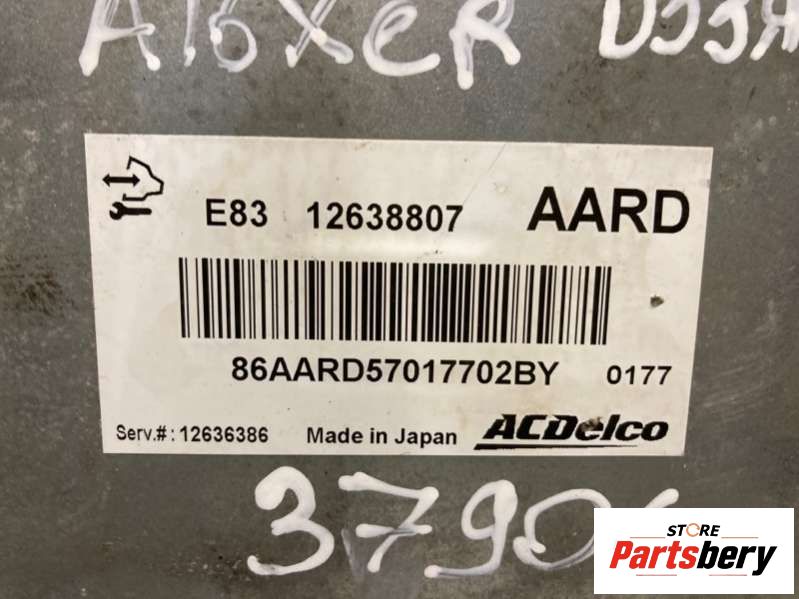 A16XER
E83 12638807 AARD
86AARD57017702BY 0177
Serv.#: 12636386 Made in Japan ACDelco
STORE
Partsbery